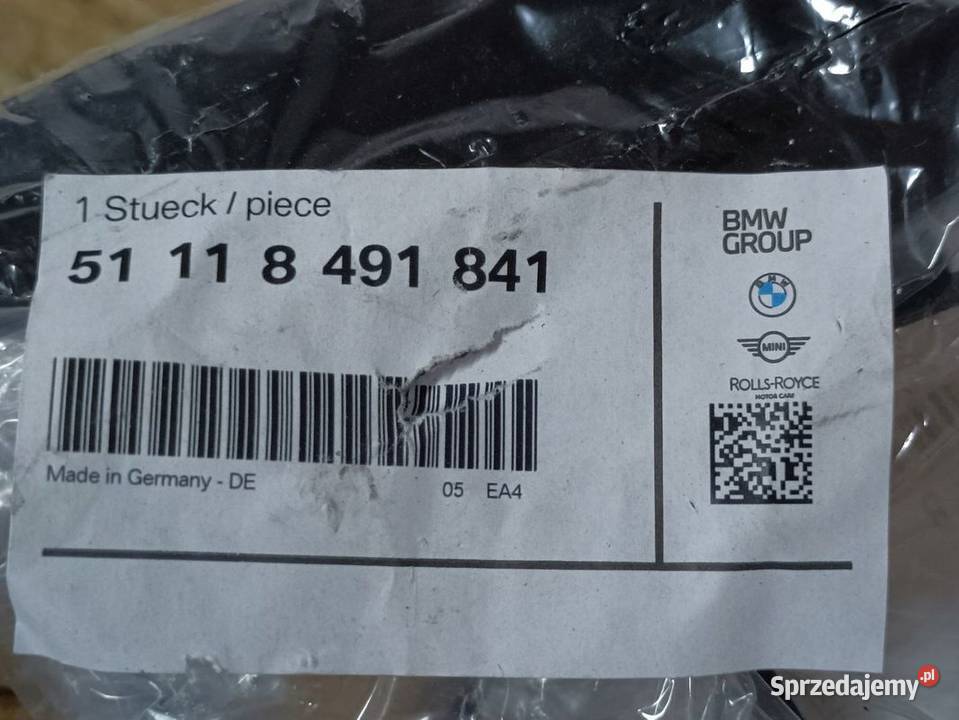 1 Stueck / piece
51 11 8 491 841
Made in Germany - DE
05 EA4
BMW
GROUP
BMW
MINI
ROLLS-ROYCE
MOTOR CARS
Sprzedajemy.pl